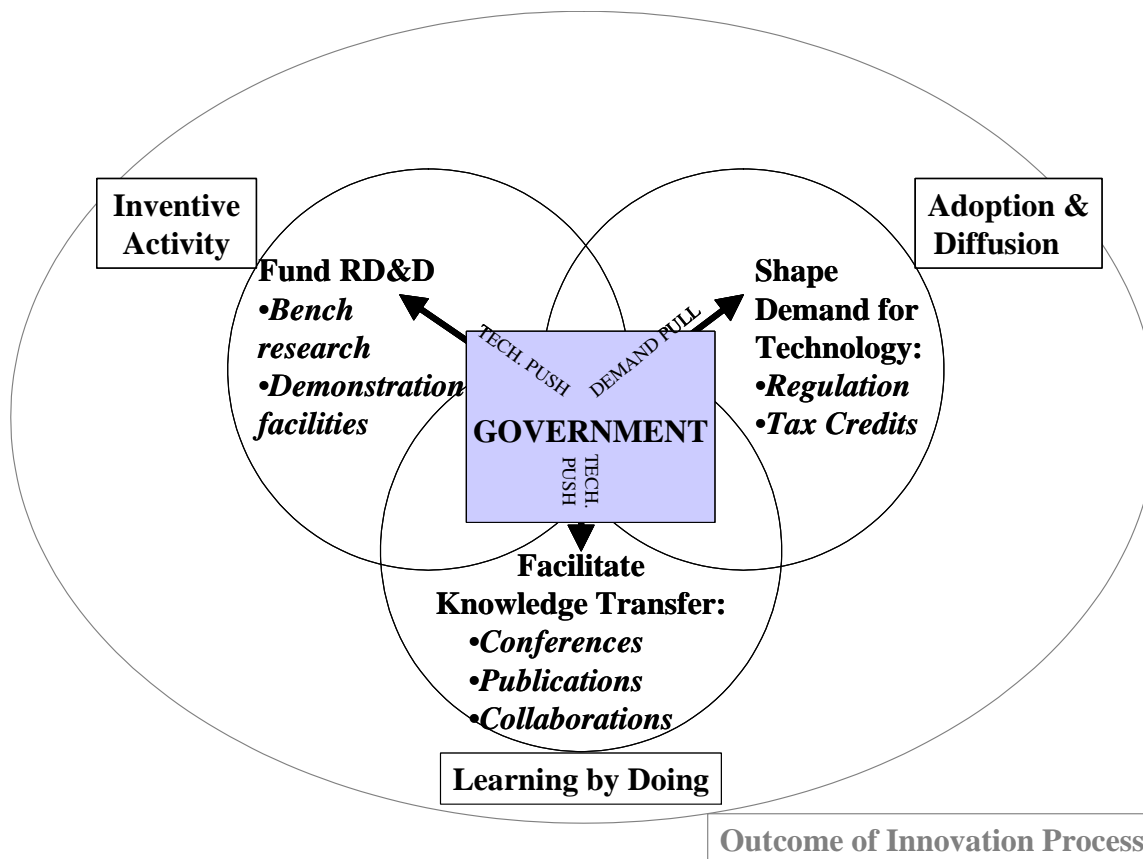 Inventive
Activity
Adoption &
Diffusion
Fund RD&D
•Bench
research
•Demonstration
facilities
Shape
Demand for
Technology:
•Regulation
•Tax Credits
TECH. PUSH
DEMAND PULL
GOVERNMENT
TECH.
PUSH
Facilitate
Knowledge Transfer:
•Conferences
•Publications
•Collaborations
Learning by Doing
Outcome of Innovation Process